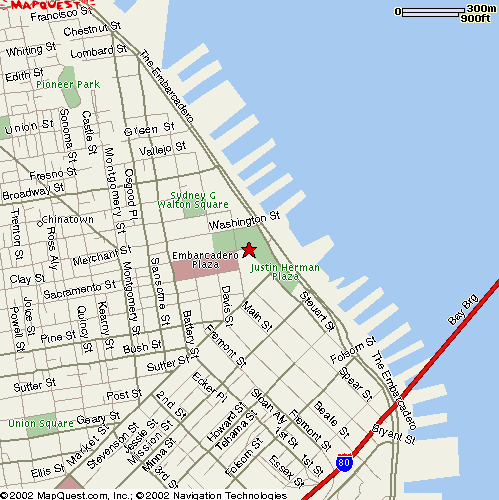 MAPQUEST
300m
900ft
Francisco St
Chestnut St
Whiting St
Lombard St
The Embarcadero
Edith St
Pioneer Park
Union St
Sonoma St
Castle St
Green St
Vallejo St
Montgomery St
Osgood Pl
Fresno St
Broadway St
Sydney G
Walton Square
Trenton St
Ross Aly
Chinatown
Washington St
Merchant St
Embarcadero
Plaza
Justin Herman
Plaza
Clay St
Sacramento St
Sansome St
Montgomery St
Battery St
Davis St
Main St
Steuart St
Bay Brg
Powell St
Joice St
Quincy St
Kearny St
Pine St
Bush St
Fremont St
Folsom St
The Embarcadero
Sutter St
Sutter St
Spear St
Ecker Pl
Post St
Sloan Aly
Beale St
Union Square
Geary St
2nd St
Howard St
Tehama St
1st St
1st St
Fremont St
Bryant St
Market St
Stevenson St
Jessie St
Mission St
Minna St
Folsom St
Essex St
80
Ellis St
3rd St
©2002 MapQuest.com, Inc.; ©2002 Navigation Technologies